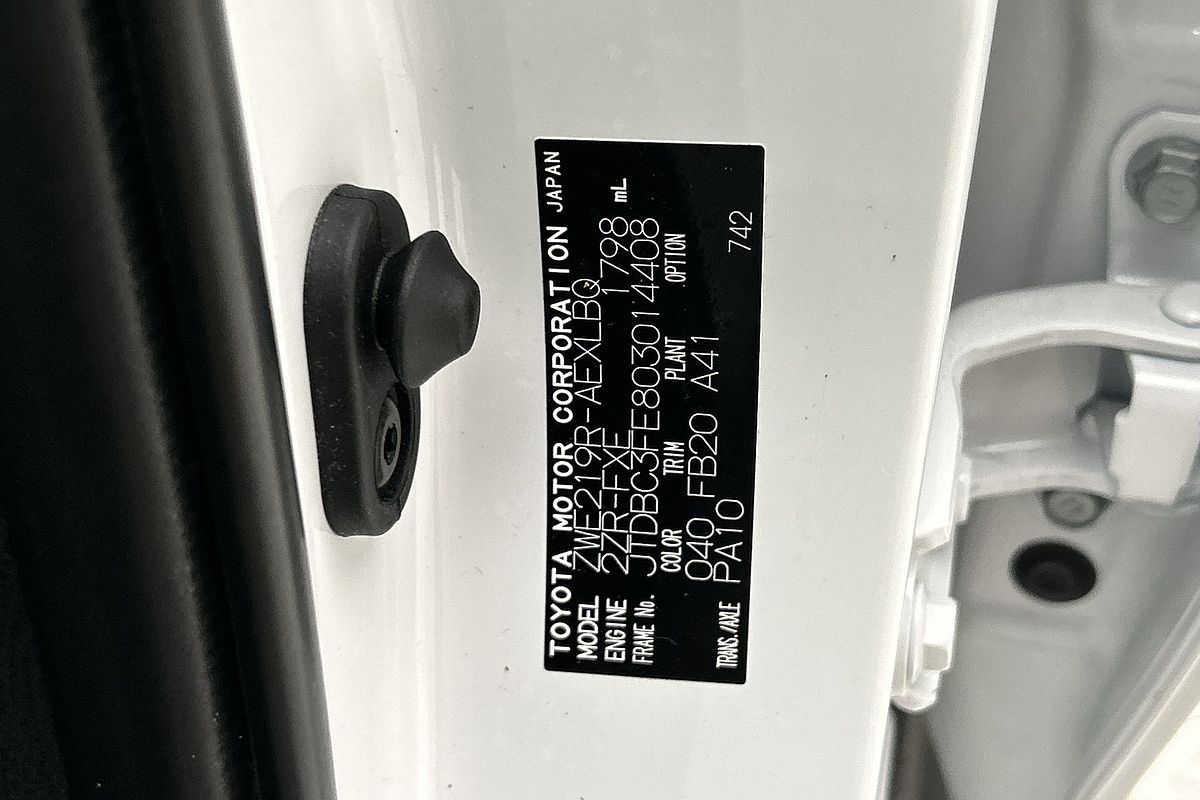 TOYOTA MOTOR CORPORATION JAPAN
MODEL ZWE219R-AEXLBQ
ENGINE 2ZR-FXE 1798 mL
FRAME No. JTDBC3FE803014408
COLOR TRIM PLANT OPTION
040 FB20 A41
TRANS./AXLE PA10 742